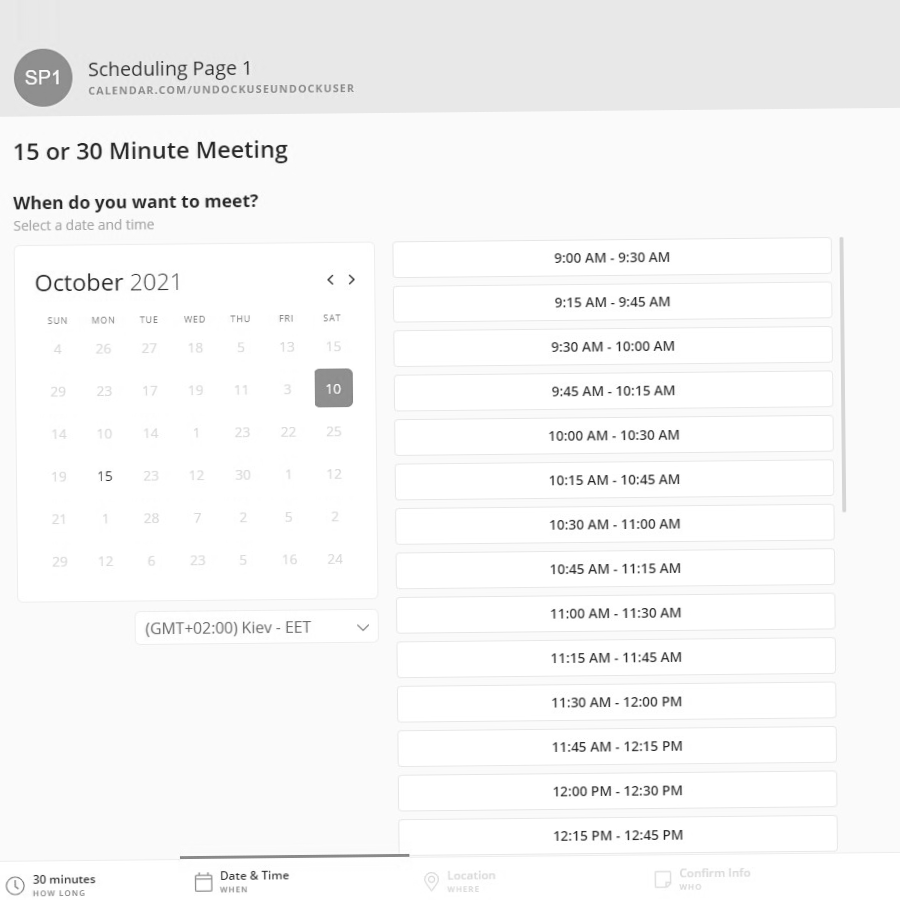 SP1
Scheduling Page 1
CALENDAR.COM/UNDOCKUSEUNDOCKUSER
15 or 30 Minute Meeting
When do you want to meet?
Select a date and time
October 2021
SUN MON TUE WED THU FRI SAT
4 26 27 18 5 13 15
29 23 17 19 11 3 10
14 10 14 1 23 22 25
19 15 23 12 30 1 12
21 1 28 7 2 5 2
29 12 6 23 5 16 24
(GMT+02:00) Kiev - EET
9:00 AM - 9:30 AM
9:15 AM - 9:45 AM
9:30 AM - 10:00 AM
9:45 AM - 10:15 AM
10:00 AM - 10:30 AM
10:15 AM - 10:45 AM
10:30 AM - 11:00 AM
10:45 AM - 11:15 AM
11:00 AM - 11:30 AM
11:15 AM - 11:45 AM
11:30 AM - 12:00 PM
11:45 AM - 12:15 PM
12:00 PM - 12:30 PM
12:15 PM - 12:45 PM
30 minutes
HOW LONG
Date & Time
WHEN
Location
WHERE
Confirm Info
WHO